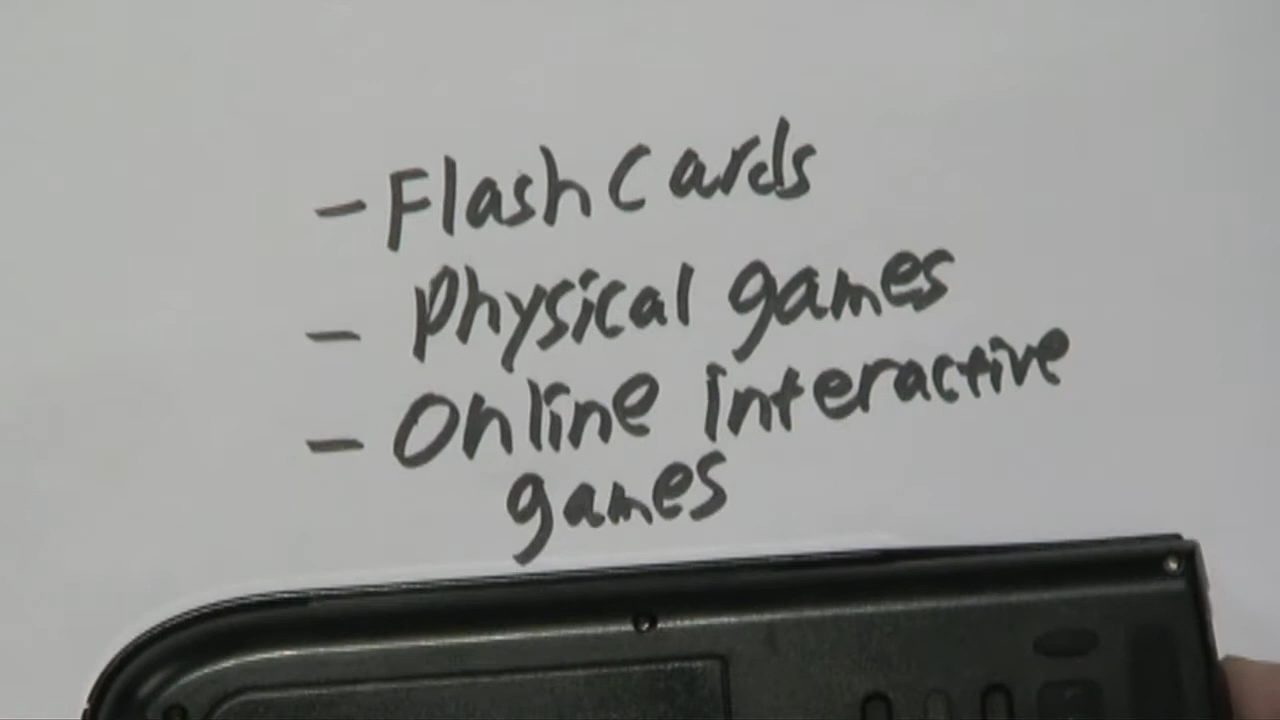 - Flash Cards
- Physical games
- Online interactive
games